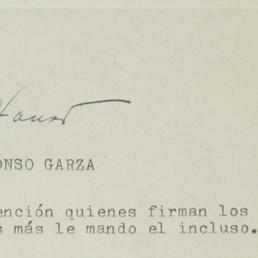 ONSO GARZA
ención quienes firman los
s más le mando el incluso.